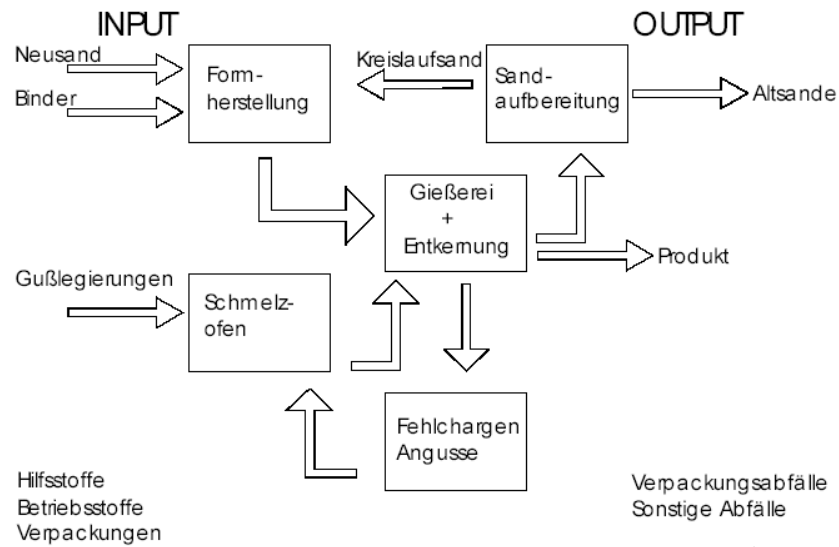 INPUT
OUTPUT
Neusand
Binder
Form-
herstellung
Kreislaufsand
Sand-
aufbereitung
Altsande
Gießerei
+
Entkernung
Produkt
Gußlegierungen
Schmelz-
ofen
Fehlchargen
Angusse
Hilfsstoffe
Betriebsstoffe
Verpackungen
Verpackungsabfälle
Sonstige Abfälle